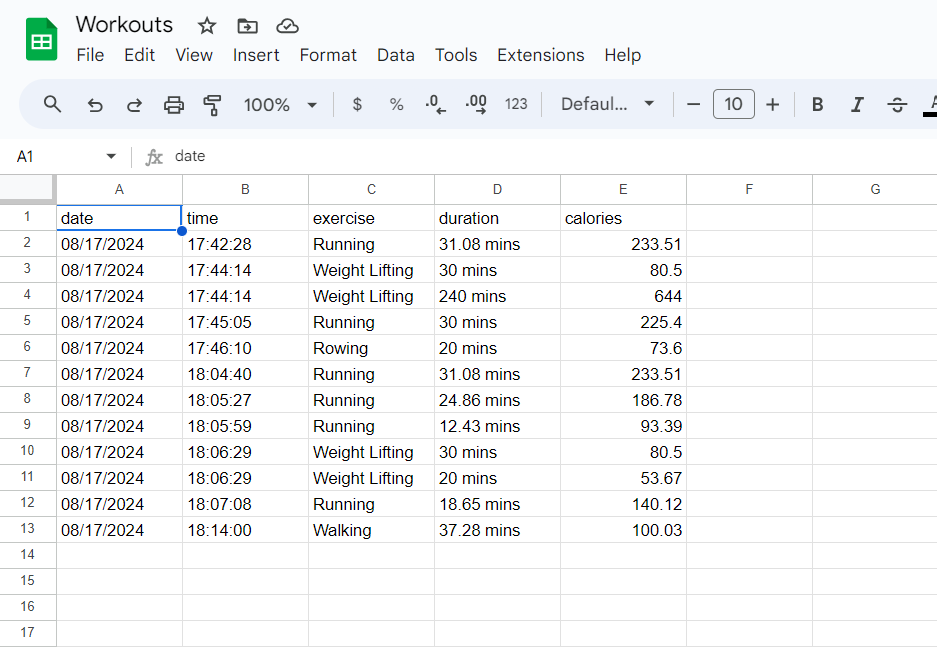 Workouts
File Edit View Insert Format Data Tools Extensions Help
100% $ % .0 .00 123 Defaul... 10 B I S A
A1 fx date
A B C D E F G
1 date time exercise duration calories
2 08/17/2024 17:42:28 Running 31.08 mins 233.51
3 08/17/2024 17:44:14 Weight Lifting 30 mins 80.5
4 08/17/2024 17:44:14 Weight Lifting 240 mins 644
5 08/17/2024 17:45:05 Running 30 mins 225.4
6 08/17/2024 17:46:10 Rowing 20 mins 73.6
7 08/17/2024 18:04:40 Running 31.08 mins 233.51
8 08/17/2024 18:05:27 Running 24.86 mins 186.78
9 08/17/2024 18:05:59 Running 12.43 mins 93.39
10 08/17/2024 18:06:29 Weight Lifting 30 mins 80.5
11 08/17/2024 18:06:29 Weight Lifting 20 mins 53.67
12 08/17/2024 18:07:08 Running 18.65 mins 140.12
13 08/17/2024 18:14:00 Walking 37.28 mins 100.03
14
15
16
17